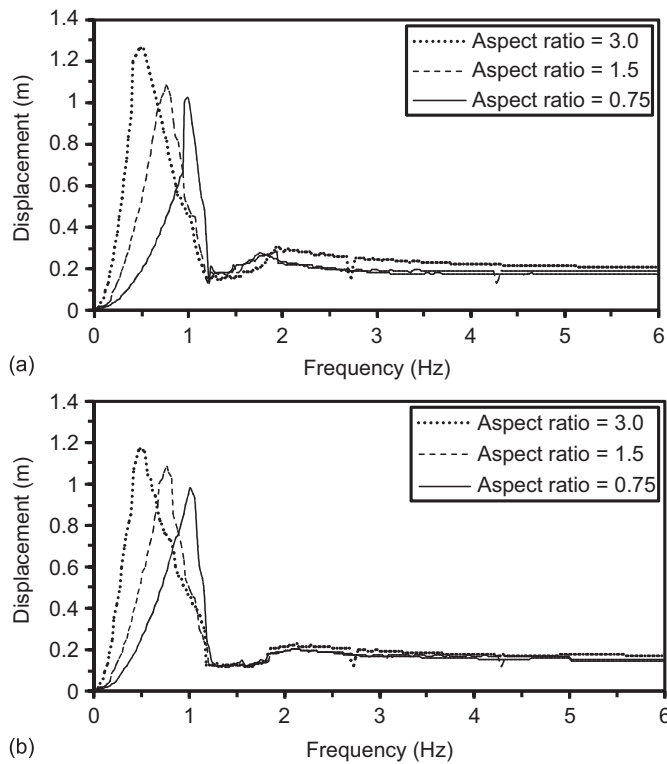 1.4
1.2
1
0.8
0.6
0.4
0.2
0
Displacement (m)
Aspect ratio = 3.0
Aspect ratio = 1.5
Aspect ratio = 0.75
0 1 2 3 4 5 6
Frequency (Hz)
(a)
1.4
1.2
1
0.8
0.6
0.4
0.2
0
Displacement (m)
Aspect ratio = 3.0
Aspect ratio = 1.5
Aspect ratio = 0.75
0 1 2 3 4 5 6
Frequency (Hz)
(b)